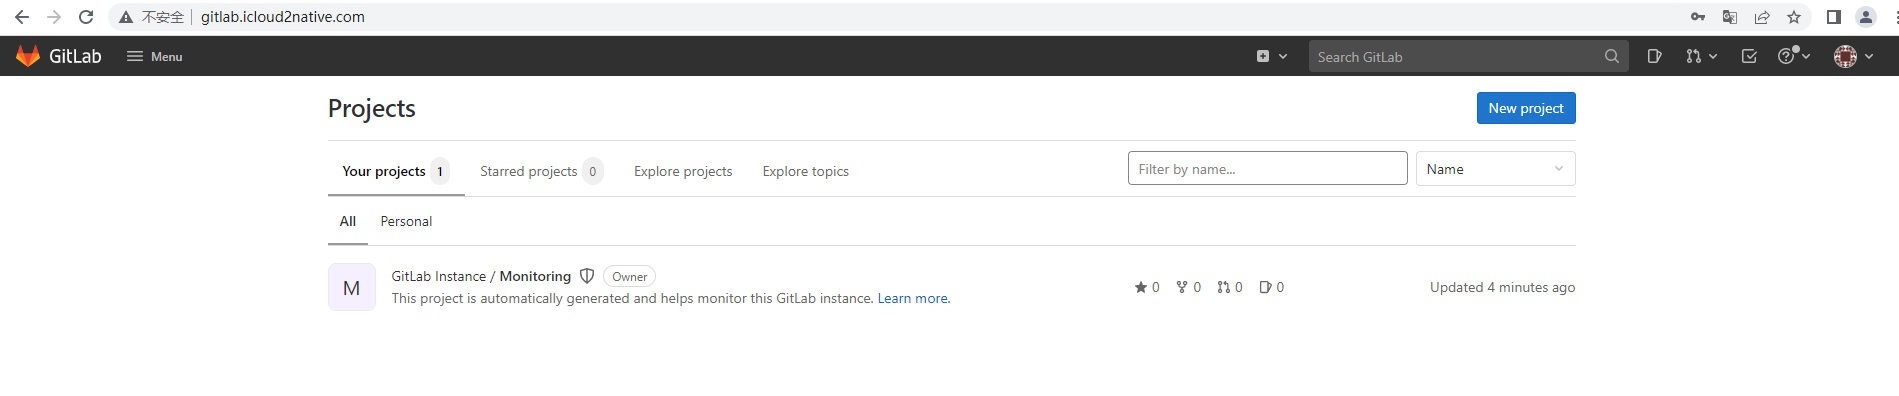 不安全 gitlab.icloud2native.com
GitLab Menu Search GitLab
Projects New project
Your projects 1 Starred projects 0 Explore projects Explore topics Filter by name... Name
All Personal
M GitLab Instance / Monitoring Owner
This project is automatically generated and helps monitor this GitLab instance. Learn more.
0 0 0 0 Updated 4 minutes ago